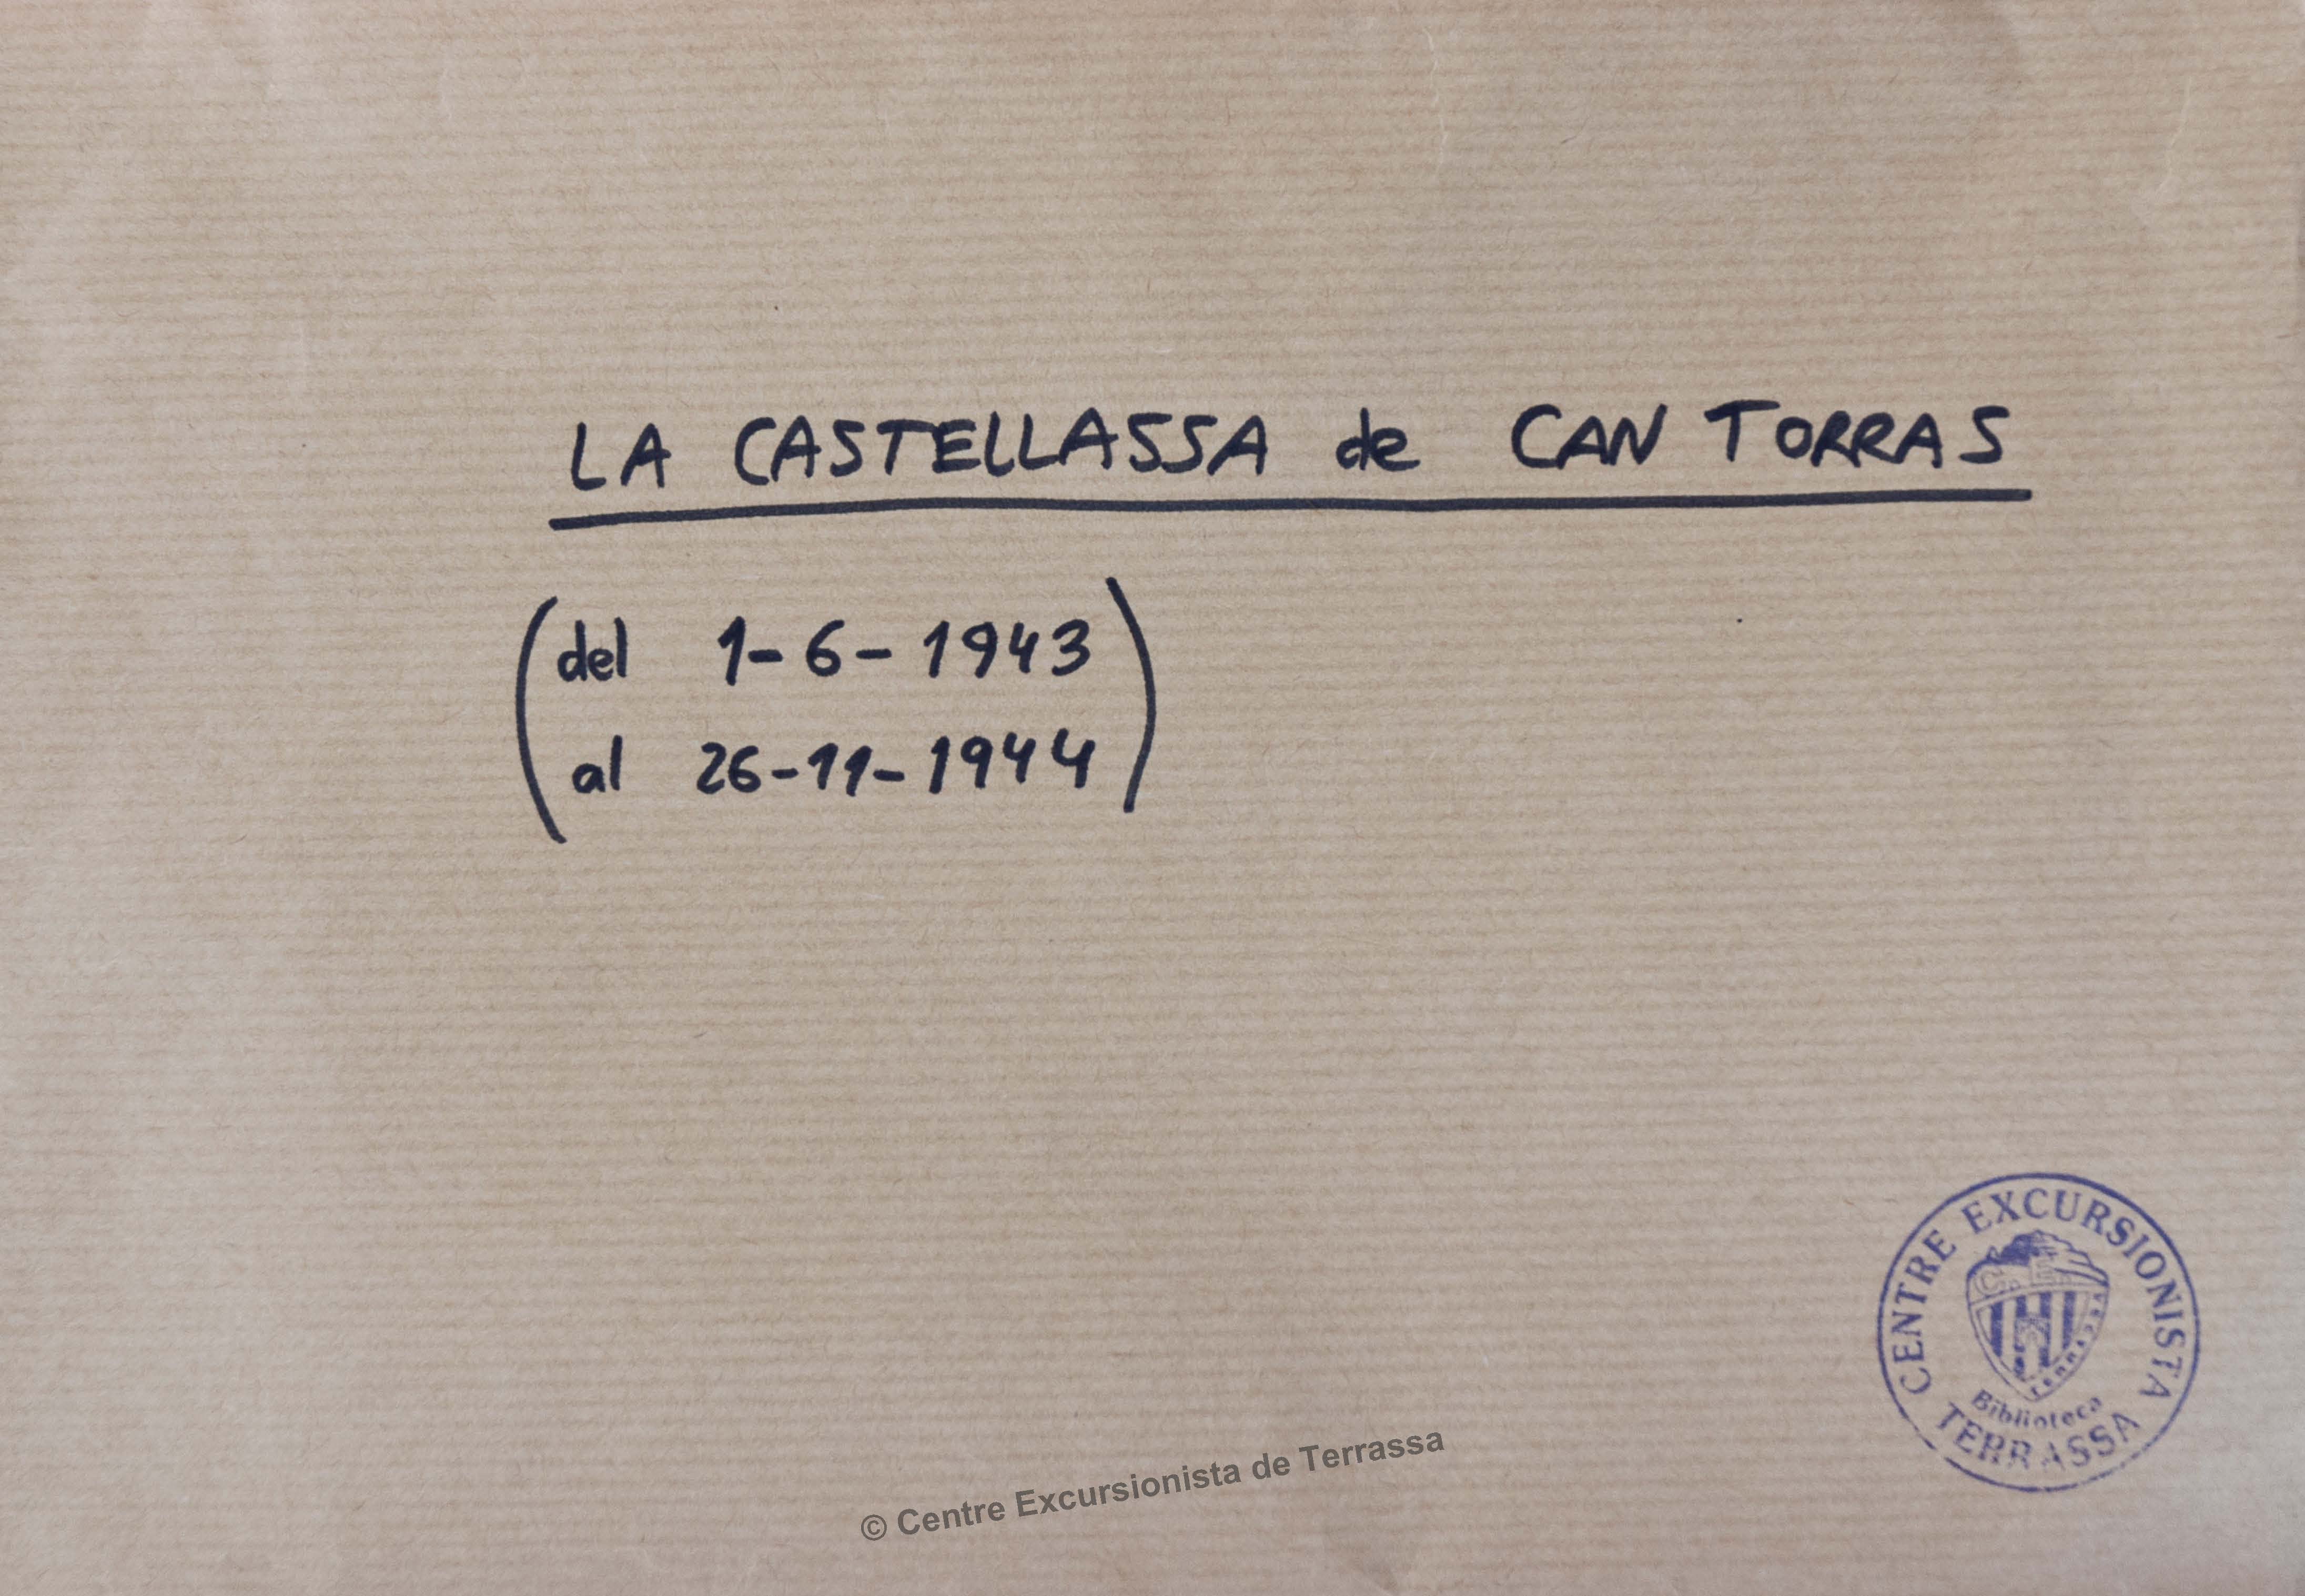 LA CASTELLASSA de CAN TORRAS
(del 1-6-1943
al 26-11-1944)
CENTRE EXCURSIONISTA
C. E.
Biblioteca
TERRASSA
© Centre Excursionista de Terrassa